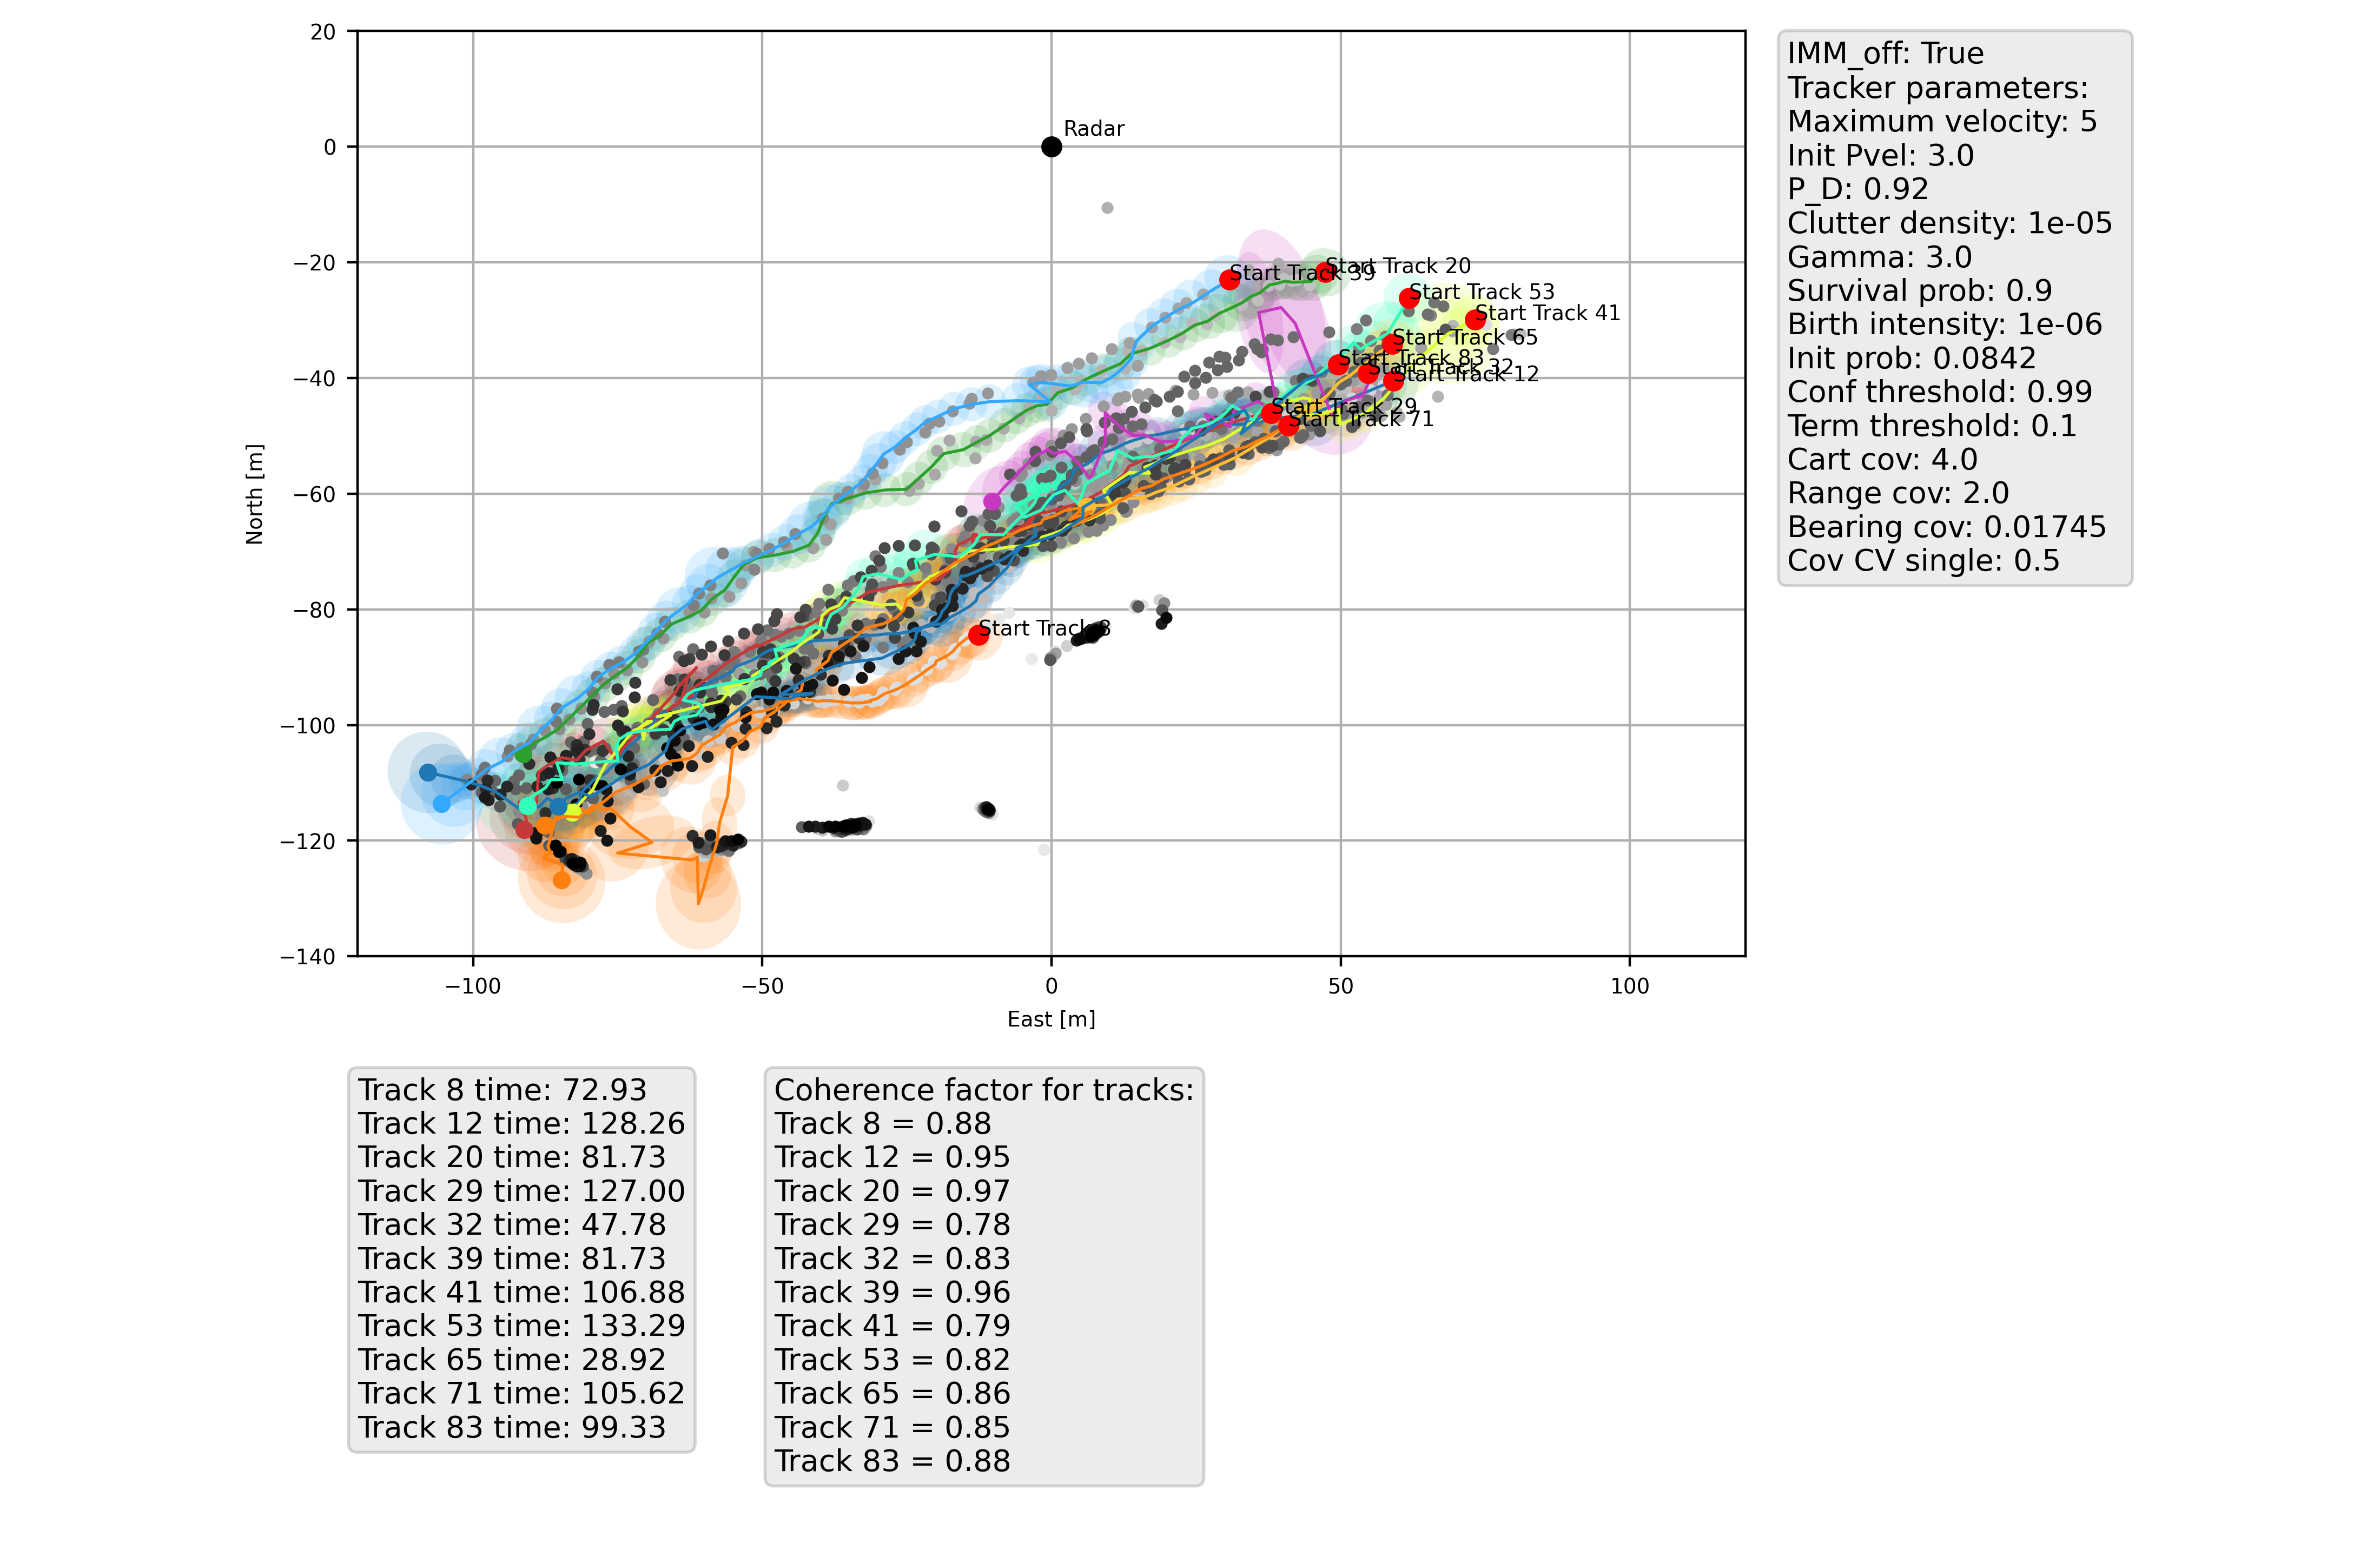 20
0
−20
−40
−60
−80
−100
−120
−140
North [m]
Radar
Start Track 39
Start Track 20
Start Track 53
Start Track 41
Start Track 65
Start Track 83
Start Track 32
Start Track 12
Start Track 29
Start Track 71
Start Track 8
−100
−50
0
50
100
East [m]
IMM_off: True
Tracker parameters:
Maximum velocity: 5
Init Pvel: 3.0
P_D: 0.92
Clutter density: 1e-05
Gamma: 3.0
Survival prob: 0.9
Birth intensity: 1e-06
Init prob: 0.0842
Conf threshold: 0.99
Term threshold: 0.1
Cart cov: 4.0
Range cov: 2.0
Bearing cov: 0.01745
Cov CV single: 0.5
Track 8 time: 72.93
Track 12 time: 128.26
Track 20 time: 81.73
Track 29 time: 127.00
Track 32 time: 47.78
Track 39 time: 81.73
Track 41 time: 106.88
Track 53 time: 133.29
Track 65 time: 28.92
Track 71 time: 105.62
Track 83 time: 99.33
Coherence factor for tracks:
Track 8 = 0.88
Track 12 = 0.95
Track 20 = 0.97
Track 29 = 0.78
Track 32 = 0.83
Track 39 = 0.96
Track 41 = 0.79
Track 53 = 0.82
Track 65 = 0.86
Track 71 = 0.85
Track 83 = 0.88